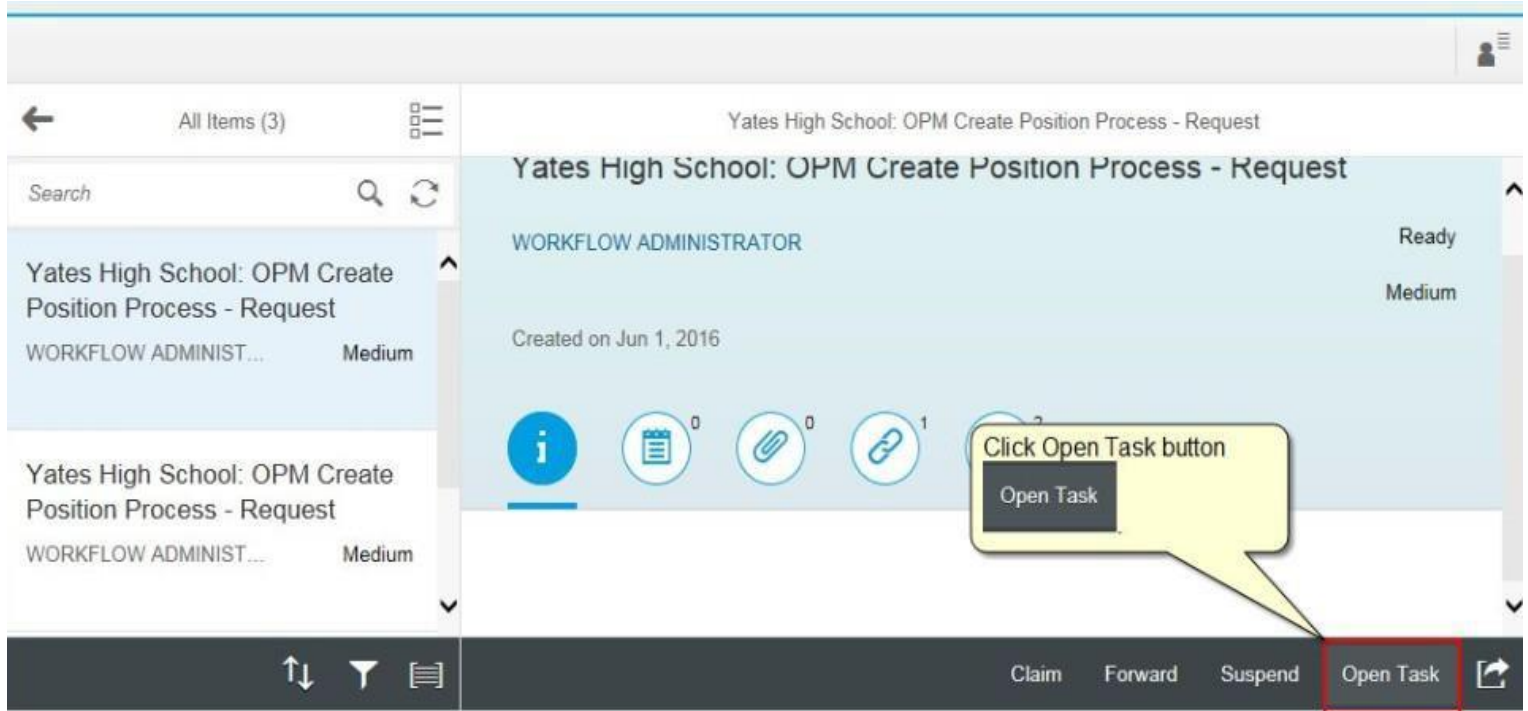 All Items (3)
Search
Yates High School: OPM Create
Position Process - Request
WORKFLOW ADMINIST...
Medium
Yates High School: OPM Create
Position Process - Request
WORKFLOW ADMINIST...
Medium
Yates High School: OPM Create Position Process - Request
Yates High School: OPM Create Position Process - Request
WORKFLOW ADMINISTRATOR
Ready
Medium
Created on Jun 1, 2016
i
0
0
1
Click Open Task button
Open Task
.
Claim
Forward
Suspend
Open Task